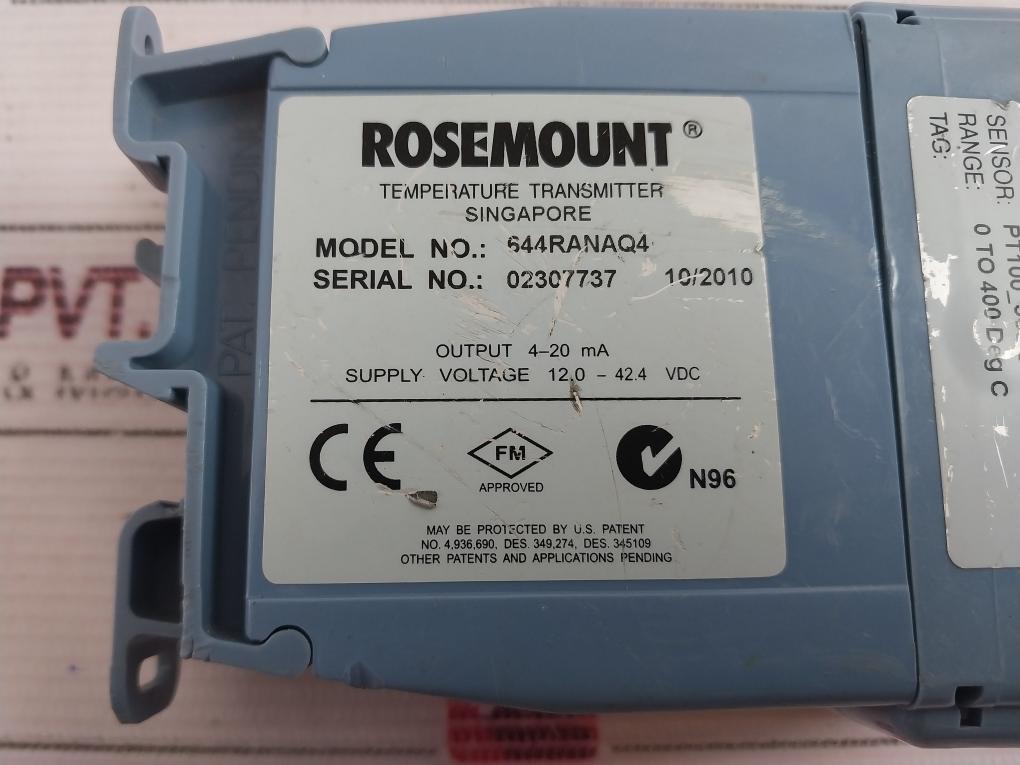 ROSEMOUNT®
TEMPERATURE TRANSMITTER
SINGAPORE
MODEL NO.: 644RANAQ4
SERIAL NO.: 02307737 10/2010
OUTPUT 4–20 mA
SUPPLY VOLTAGE 12.0 – 42.4 VDC
CE
FM
APPROVED
N96
MAY BE PROTECTED BY U.S. PATENT
NO. 4,936,690, DES. 349,274, DES. 345109
OTHER PATENTS AND APPLICATIONS PENDING
SENSOR: PT100
RANGE: 0 TO 400 Deg C
TAG:
PAT. PENDING
PVT.